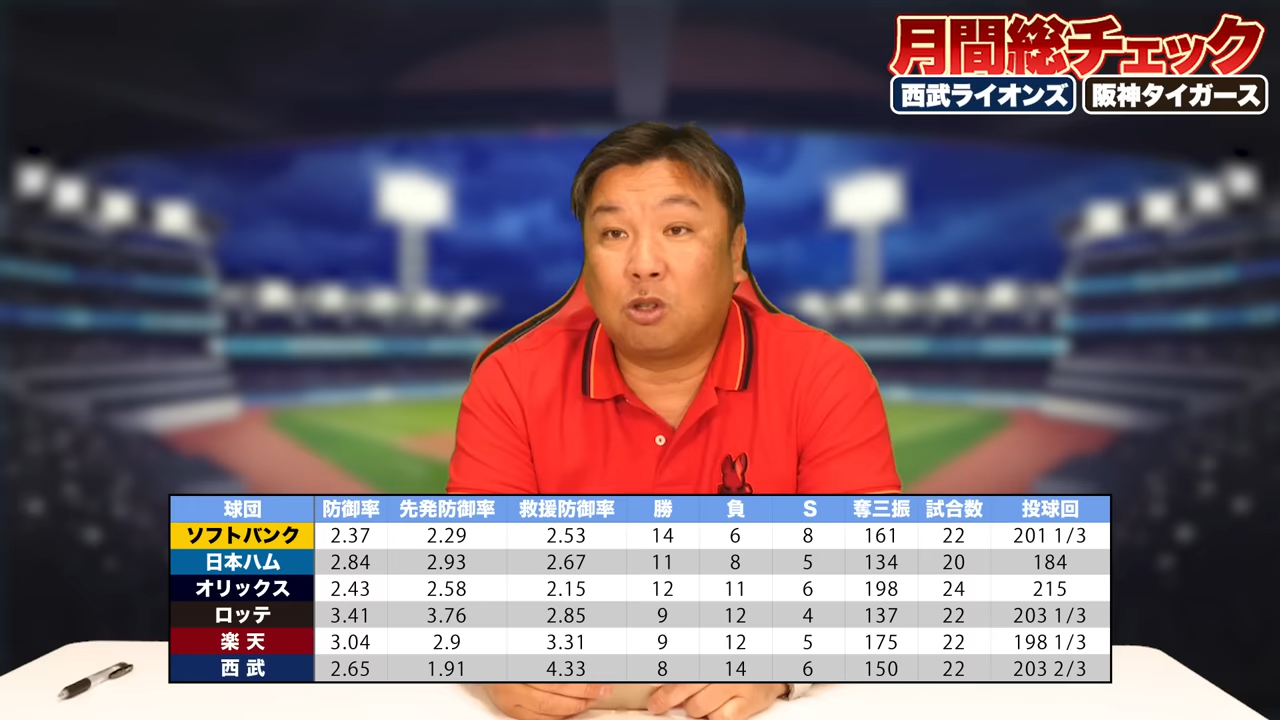 月間総チェック
西武ライオンズ 阪神タイガース
球団 防御率 先発防御率 救援防御率 勝 負 S 奪三振 試合数 投球回
ソフトバンク 2.37 2.29 2.53 14 6 8 161 22 201 1/3
日本ハム 2.84 2.93 2.67 11 8 5 134 20 184
オリックス 2.43 2.58 2.15 12 11 6 198 24 215
ロッテ 3.41 3.76 2.85 9 12 4 137 22 203 1/3
楽天 3.04 2.9 3.31 9 12 5 175 22 198 1/3
西武 2.65 1.91 4.33 8 14 6 150 22 203 2/3